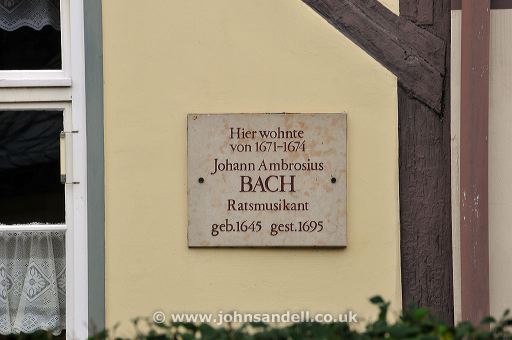 Hier wohnte
von 1671-1674
Johann Ambrosius
BACH
Ratsmusikant
geb.1645 gest.1695
© www.johnsandell.co.uk